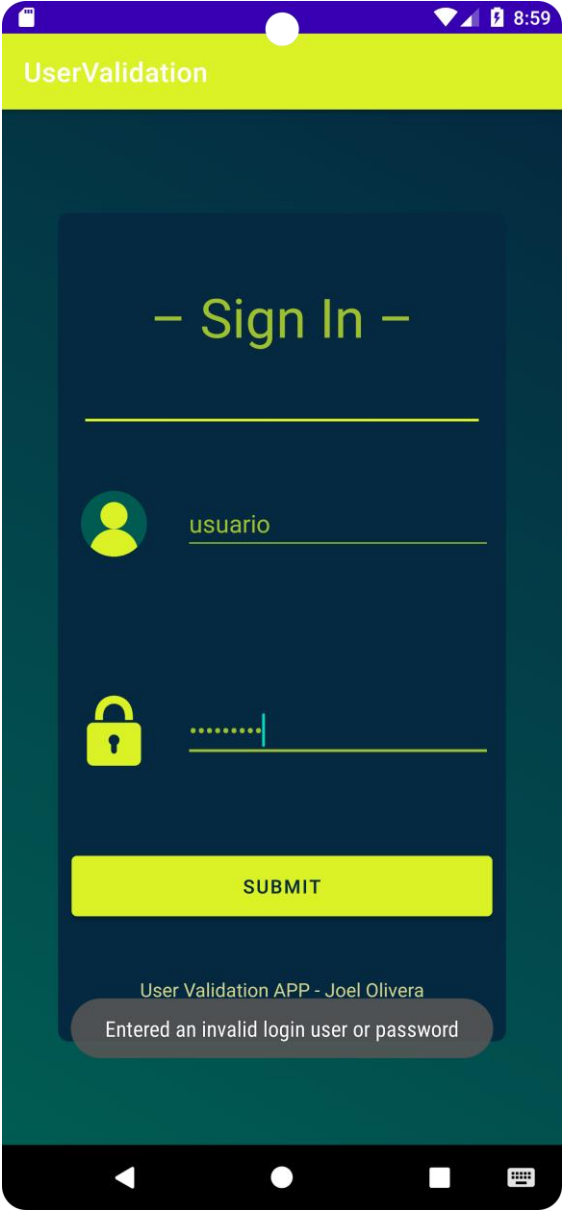 8:59
UserValidation
– Sign In –
usuario
•••••••••
SUBMIT
User Validation APP - Joel Olivera
Entered an invalid login user or password